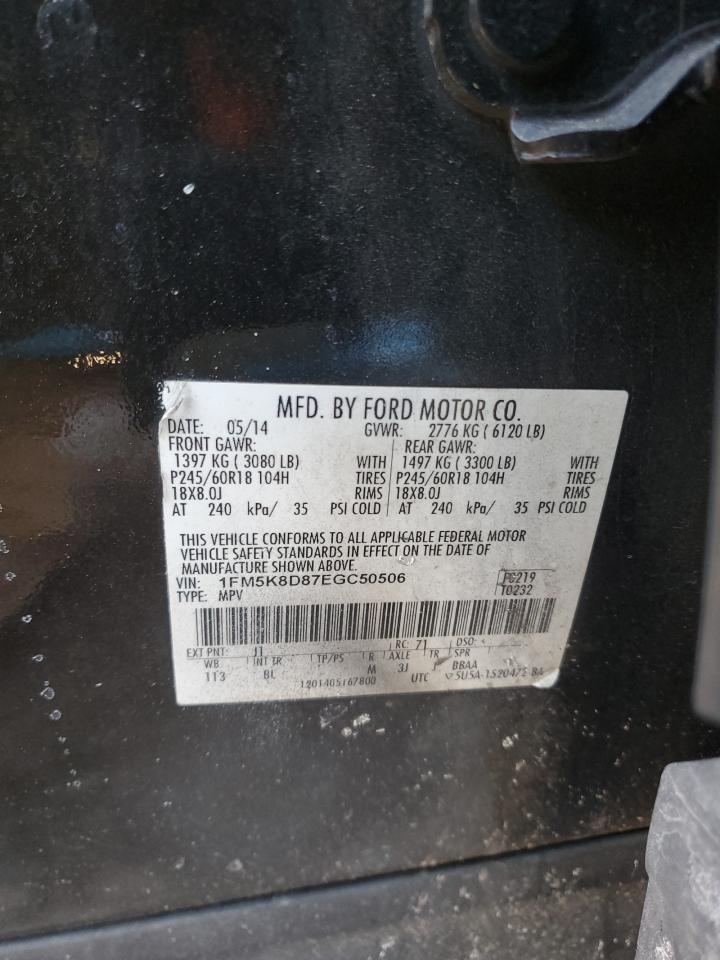 MFD. BY FORD MOTOR CO.
DATE: 05/14 GVWR: 2776 KG ( 6120 LB)
FRONT GAWR: REAR GAWR:
1397 KG ( 3080 LB) WITH 1497 KG ( 3300 LB) WITH
P245/60R18 104H TIRES P245/60R18 104H TIRES
18X8.0J RIMS 18X8.0J RIMS
AT 240 kPa/ 35 PSI COLD AT 240 kPa/ 35 PSI COLD
THIS VEHICLE CONFORMS TO ALL APPLICABLE FEDERAL MOTOR
VEHICLE SAFETY STANDARDS IN EFFECT ON THE DATE OF
MANUFACTURE SHOWN ABOVE.
VIN: 1FM5K8D87EGC50506 PG219
TYPE: MPV T0232
EXT PNT: J1 RC: 71 DSO:
WB INT TR TP/PS R AXLE TR SPR
113 BL M 3J BBAA
1201405167800 UTC